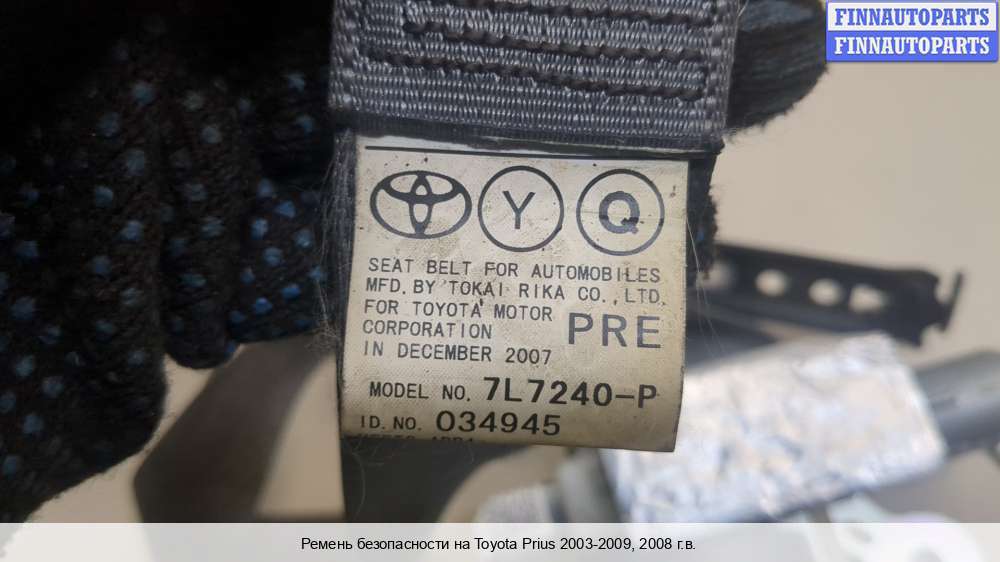 FINNAUTOPARTS
FINNAUTOPARTS
Y Q
SEAT BELT FOR AUTOMOBILES
MFD. BY TOKAI RIKA CO., LTD.
FOR TOYOTA MOTOR
CORPORATION PRE
IN DECEMBER 2007
MODEL NO. 7L7240-P
ID. NO. 034945
Ремень безопасности на Toyota Prius 2003-2009, 2008 г.в.